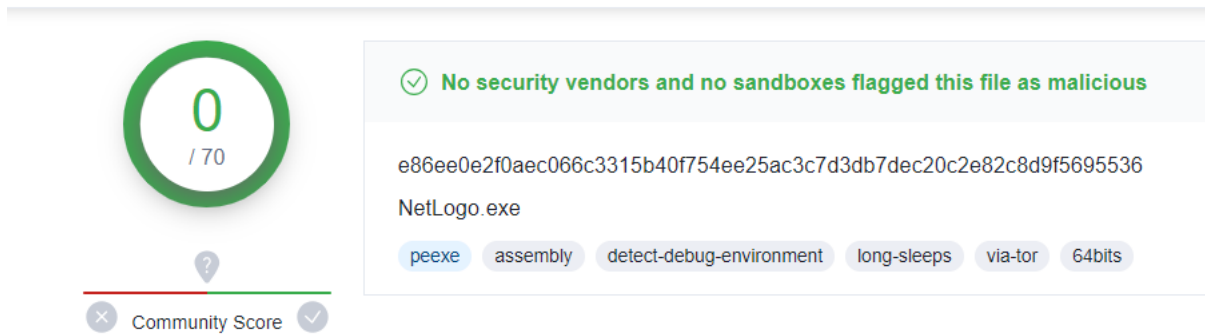 0
/ 70
?
Community Score
No security vendors and no sandboxes flagged this file as malicious
e86ee0e2f0aec066c3315b40f754ee25ac3c7d3db7dec20c2e82c8d9f5695536
NetLogo.exe
peexe assembly detect-debug-environment long-sleeps via-tor 64bits